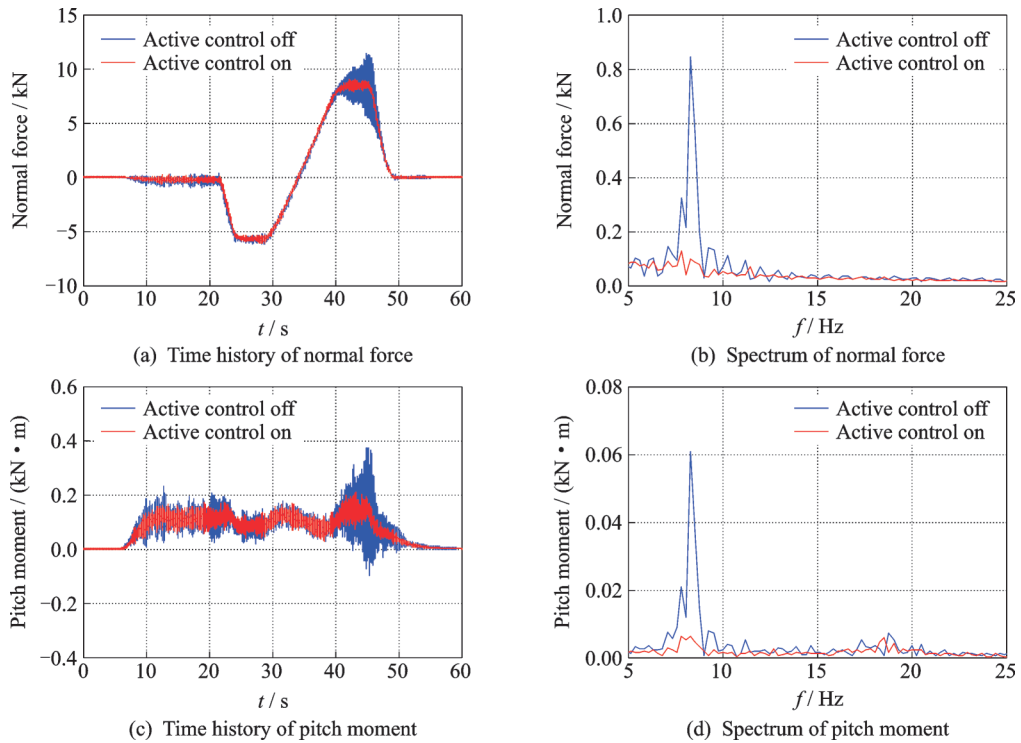 Active control off
Active control on
15
10
5
0
−5
−10
0
10
20
30
40
50
60
Normal force / kN
t / s
(a) Time history of normal force
Active control off
Active control on
1.0
0.8
0.6
0.4
0.2
0.0
5
10
15
20
25
Normal force / kN
f / Hz
(b) Spectrum of normal force
Active control off
Active control on
0.6
0.4
0.2
0.0
−0.2
−0.4
0
10
20
30
40
50
60
Pitch moment / (kN • m)
t / s
(c) Time history of pitch moment
Active control off
Active control on
0.08
0.06
0.04
0.02
0.00
5
10
15
20
25
Pitch moment / (kN • m)
f / Hz
(d) Spectrum of pitch moment